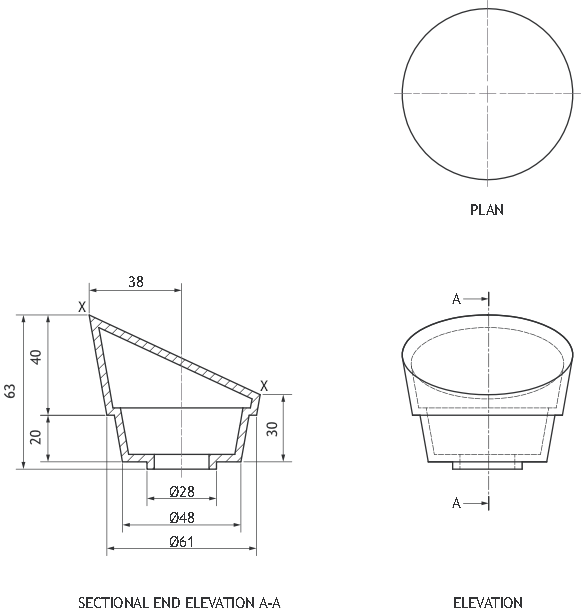 PLAN
38
X
A
40
63
X
20
30
Ø28
A
Ø48
Ø61
SECTIONAL END ELEVATION A-A
ELEVATION